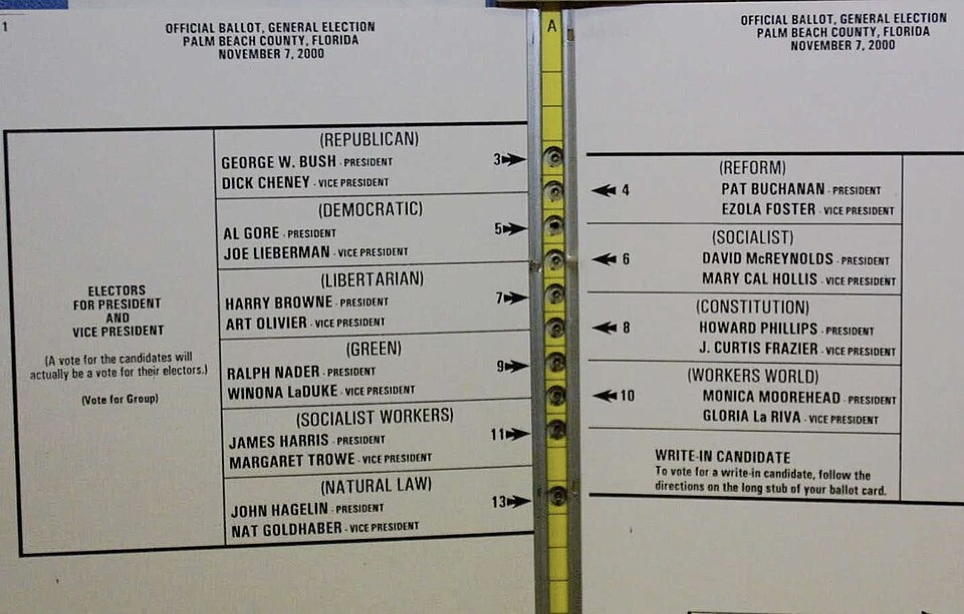 1
OFFICIAL BALLOT, GENERAL ELECTION
PALM BEACH COUNTY, FLORIDA
NOVEMBER 7, 2000
ELECTORS
FOR PRESIDENT
AND
VICE PRESIDENT
(A vote for the candidates will
actually be a vote for their electors.)
(Vote for Group)
(REPUBLICAN)
GEORGE W. BUSH - PRESIDENT
DICK CHENEY - VICE PRESIDENT
3
(DEMOCRATIC)
AL GORE - PRESIDENT
JOE LIEBERMAN - VICE PRESIDENT
5
(LIBERTARIAN)
HARRY BROWNE - PRESIDENT
ART OLIVIER - VICE PRESIDENT
7
(GREEN)
RALPH NADER - PRESIDENT
WINONA LaDUKE - VICE PRESIDENT
9
(SOCIALIST WORKERS)
JAMES HARRIS - PRESIDENT
MARGARET TROWE - VICE PRESIDENT
11
(NATURAL LAW)
JOHN HAGELIN - PRESIDENT
NAT GOLDHABER - VICE PRESIDENT
13
A
OFFICIAL BALLOT, GENERAL ELECTION
PALM BEACH COUNTY, FLORIDA
NOVEMBER 7, 2000
(REFORM)
4
PAT BUCHANAN - PRESIDENT
EZOLA FOSTER - VICE PRESIDENT
(SOCIALIST)
6
DAVID McREYNOLDS - PRESIDENT
MARY CAL HOLLIS - VICE PRESIDENT
(CONSTITUTION)
8
HOWARD PHILLIPS - PRESIDENT
J. CURTIS FRAZIER - VICE PRESIDENT
(WORKERS WORLD)
10
MONICA MOOREHEAD - PRESIDENT
GLORIA La RIVA - VICE PRESIDENT
WRITE-IN CANDIDATE
To vote for a write-in candidate, follow the
directions on the long stub of your ballot card.